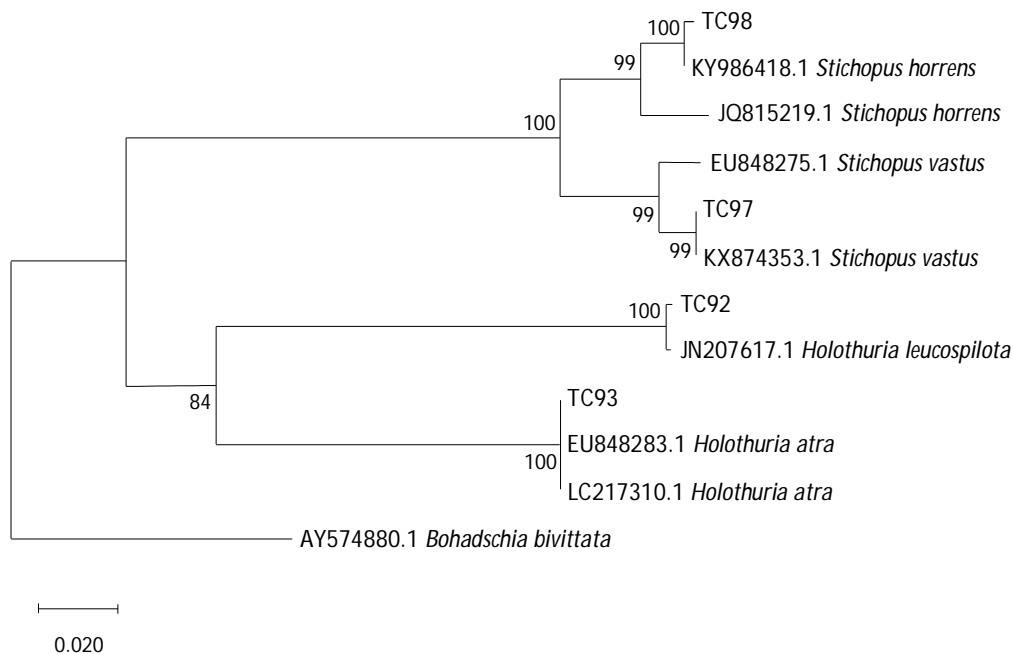 TC98
100
KY986418.1 Stichopus horrens
99
JQ815219.1 Stichopus horrens
100
EU848275.1 Stichopus vastus
99
TC97
99
KX874353.1 Stichopus vastus
TC92
100
JN207617.1 Holothuria leucospilota
84
TC93
EU848283.1 Holothuria atra
100
LC217310.1 Holothuria atra
AY574880.1 Bohadschia bivittata
0.020